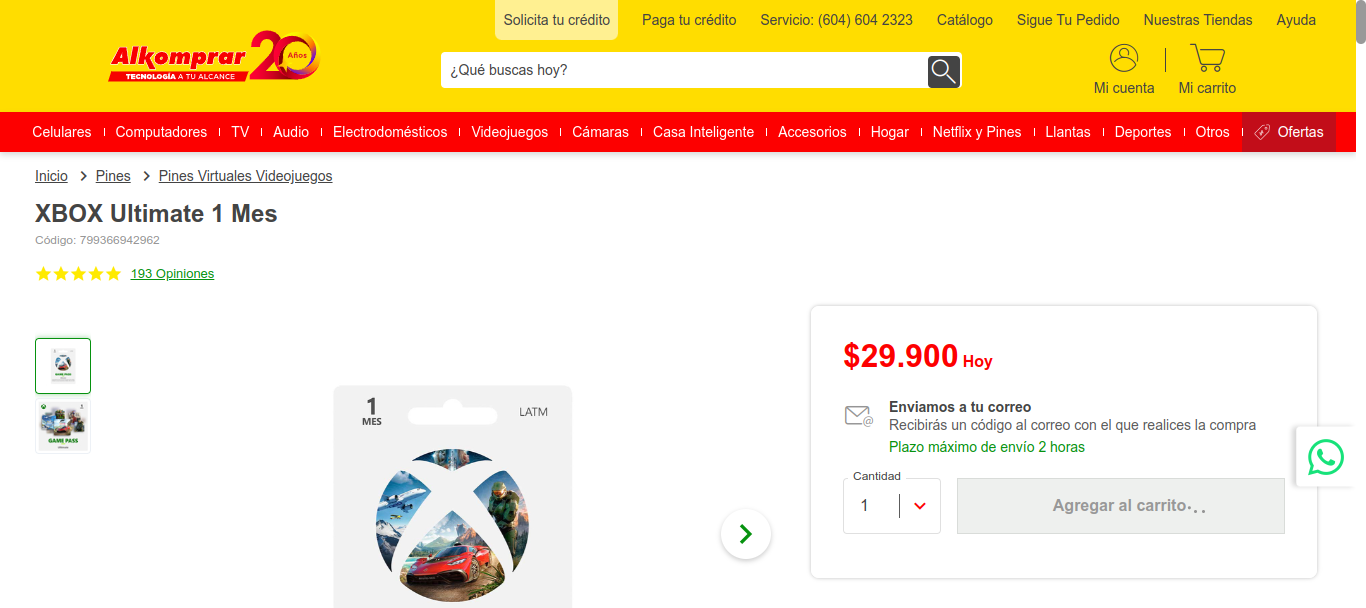 Solicita tu crédito
Paga tu crédito
Servicio: (604) 604 2323
Catálogo
Sigue Tu Pedido
Nuestras Tiendas
Ayuda
Alkomprar 20 Años
TECNOLOGÍA A TU ALCANCE
¿Qué buscas hoy?
Mi cuenta
Mi carrito
Celulares
Computadores
TV
Audio
Electrodomésticos
Videojuegos
Cámaras
Casa Inteligente
Accesorios
Hogar
Netflix y Pines
Llantas
Deportes
Otros
Ofertas
Inicio > Pines > Pines Virtuales Videojuegos
XBOX Ultimate 1 Mes
Código: 799366942962
193 Opiniones
GAME PASS
GAME PASS
1
MES
LATM
$29.900 Hoy
Enviamos a tu correo
Recibirás un código al correo con el que realices la compra
Plazo máximo de envío 2 horas
Cantidad
1
Agregar al carrito...